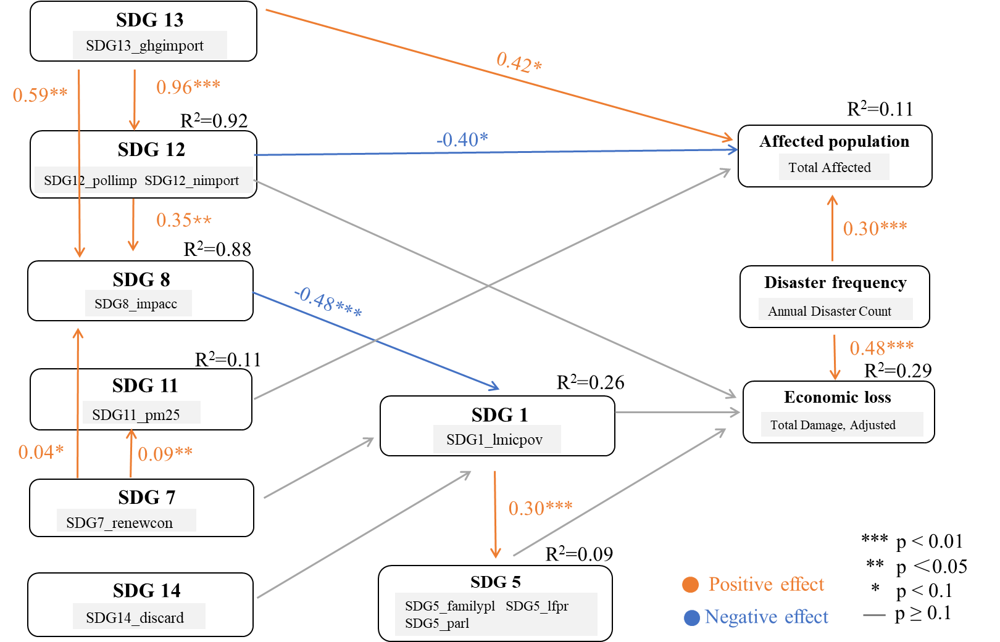 SDG 13
SDG13_ghgimport
0.42*
0.59**
0.96***
R²=0.92
R²=0.11
SDG 12
SDG12_pollimp SDG12_nimport
-0.40*
Affected population
Total Affected
0.35**
0.30***
R²=0.88
SDG 8
SDG8_impacc
-0.48***
Disaster frequency
Annual Disaster Count
0.48***
R²=0.11
R²=0.29
SDG 11
SDG11_pm25
R²=0.26
Economic loss
Total Damage, Adjusted
SDG 1
SDG1_lmicpov
0.04*
0.09**
SDG 7
SDG7_renewcon
0.30***
R²=0.09
SDG 14
SDG14_discard
SDG 5
SDG5_familypl SDG5_lfpr
SDG5_parl
Positive effect
Negative effect
*** p < 0.01
** p <0.05
* p < 0.1
p ≥ 0.1